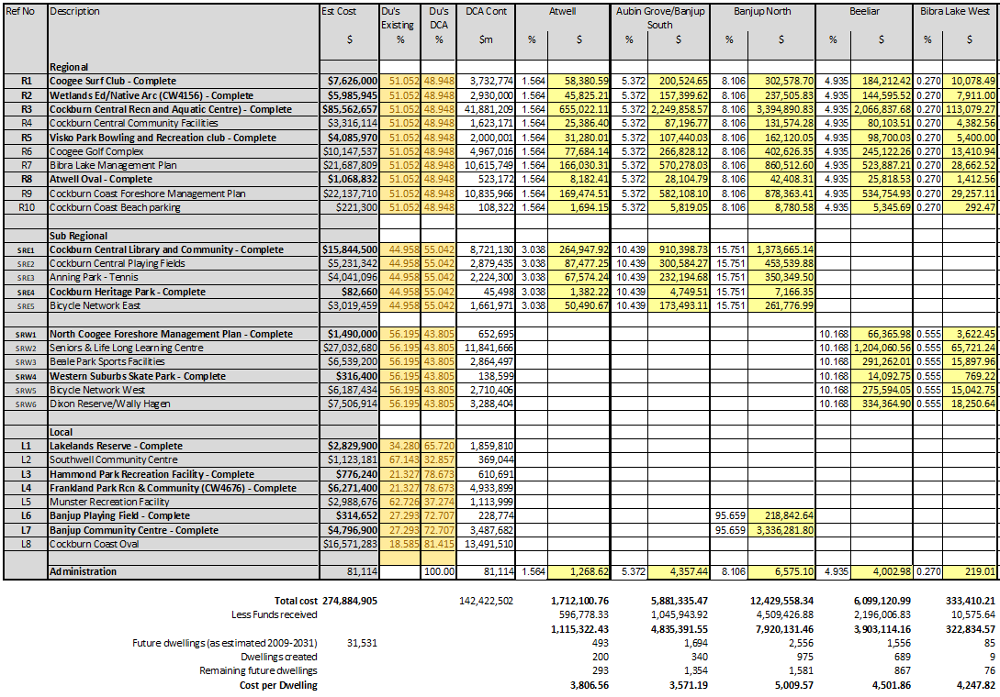 Ref No Description Est Cost Du's Du's DCA Cont Atwell Aubin Grove/Banjup Banjup North Beeliar Bibra Lake West
Existing DCA South
$ % % $m % $ % $ % $ % $ % $
Regional
R1 Coogee Surf Club - Complete $7,626,000 51.052 48.948 3,732,774 1.564 58,380.59 5.372 200,524.65 8.106 302,578.70 4.935 184,212.42 0.270 10,078.49
R2 Wetlands Ed/Native Arc (CW4156) - Complete $5,985,945 51.052 48.948 2,930,000 1.564 45,825.21 5.372 157,399.62 8.106 237,505.83 4.935 144,595.52 0.270 7,911.00
R3 Cockburn Central Recn and Aquatic Centre) - Complete $85,562,657 51.052 48.948 41,881,209 1.564 655,022.11 5.372 2,249,858.57 8.106 3,394,890.83 4.935 2,066,837.68 0.270 113,079.27
R4 Cockburn Central Community Facilities $3,316,114 51.052 48.948 1,623,171 1.564 25,386.40 5.372 87,196.77 8.106 131,574.28 4.935 80,103.51 0.270 4,382.56
R5 Visko Park Bowling and Recreation club - Complete $4,085,970 51.052 48.948 2,000,001 1.564 31,280.01 5.372 107,440.03 8.106 162,120.05 4.935 98,700.03 0.270 5,400.00
R6 Coogee Golf Complex $10,147,537 51.052 48.948 4,967,016 1.564 77,684.14 5.372 266,828.12 8.106 402,626.35 4.935 245,122.26 0.270 13,410.94
R7 Bibra Lake Management Plan $21,687,809 51.052 48.948 10,615,749 1.564 166,030.31 5.372 570,278.03 8.106 860,512.60 4.935 523,887.21 0.270 28,662.52
R8 Atwell Oval - Complete $1,068,832 51.052 48.948 523,172 1.564 8,182.41 5.372 28,104.79 8.106 42,408.31 4.935 25,818.53 0.270 1,412.56
R9 Cockburn Coast Foreshore Management Plan $22,137,710 51.052 48.948 10,835,966 1.564 169,474.51 5.372 582,108.10 8.106 878,363.41 4.935 534,754.93 0.270 29,257.11
R10 Cockburn Coast Beach parking $221,300 51.052 48.948 108,322 1.564 1,694.15 5.372 5,819.05 8.106 8,780.58 4.935 5,345.69 0.270 292.47
Sub Regional
SRE1 Cockburn Central Library and Community - Complete $15,844,500 44.958 55.042 8,721,130 3.038 264,947.92 10.439 910,398.73 15.751 1,373,665.14
SRE2 Cockburn Central Playing Fields $5,231,342 44.958 55.042 2,879,435 3.038 87,477.25 10.439 300,584.27 15.751 453,539.88
SRE3 Anning Park - Tennis $4,041,096 44.958 55.042 2,224,300 3.038 67,574.24 10.439 232,194.68 15.751 350,349.50
SRE4 Cockburn Heritage Park - Complete $82,660 44.958 55.042 45,498 3.038 1,382.22 10.439 4,749.51 15.751 7,166.35
SRE5 Bicycle Network East $3,019,459 44.958 55.042 1,661,971 3.038 50,490.67 10.439 173,493.11 15.751 261,776.99
SRW1 North Coogee Foreshore Management Plan - Complete $1,490,000 56.195 43.805 652,695 10.168 66,365.98 0.555 3,622.45
SRW2 Seniors & Life Long Learning Centre $27,032,680 56.195 43.805 11,841,666 10.168 1,204,060.56 0.555 65,721.24
SRW3 Beale Park Sports Facilities $6,539,200 56.195 43.805 2,864,497 10.168 291,262.01 0.555 15,897.96
SRW4 Western Suburbs Skate Park - Complete $316,400 56.195 43.805 138,599 10.168 14,092.75 0.555 769.22
SRW5 Bicycle Network West $6,187,434 56.195 43.805 2,710,406 10.168 275,594.05 0.555 15,042.75
SRW6 Dixon Reserve/Wally Hagen $7,506,914 56.195 43.805 3,288,404 10.168 334,364.90 0.555 18,250.64
Local
L1 Lakelands Reserve - Complete $2,829,900 34.280 65.720 1,859,810
L2 Southwell Community Centre $1,123,181 67.143 32.857 369,044
L3 Hammond Park Recreation Facility - Complete $776,240 21.327 78.673 610,691
L4 Frankland Park Rcn & Community (CW4676) - Complete $6,271,400 21.327 78.673 4,933,899
L5 Munster Recreation Facility $2,988,676 62.726 37.274 1,113,999
L6 Banjup Playing Field - Complete $314,652 27.293 72.707 228,774 95.659 218,842.64
L7 Banjup Community Centre - Complete $4,796,900 27.293 72.707 3,487,682 95.659 3,336,281.80
L8 Cockburn Coast Oval $16,571,283 18.585 81.415 13,491,510
Administration 81,114 100.00 81,114 1.564 1,268.62 5.372 4,357.44 8.106 6,575.10 4.935 4,002.98 0.270 219.01
Total cost 274,884,905 142,422,502 1,712,100.76 5,881,335.47 12,429,558.34 6,099,120.99 333,410.21
Less Funds received 596,778.33 1,045,943.92 4,509,426.88 2,196,006.83 10,575.64
1,115,322.43 4,835,391.55 7,920,131.46 3,903,114.16 322,834.57
Future dwellings (as estimated 2009-2031) 31,531 493 1,694 2,556 1,556 85
Dwellings created 200 340 975 689 9
Remaining future dwellings 293 1,354 1,581 867 76
Cost per Dwelling 3,806.56 3,571.19 5,009.57 4,501.86 4,247.82